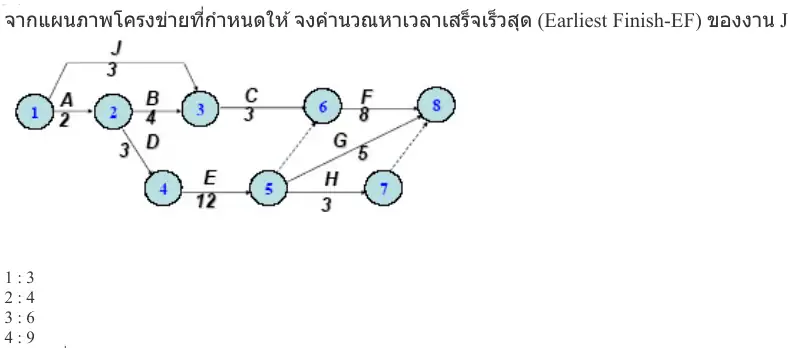 จากแผนภาพโครงข่ายที่กำหนดให้ จงคำนวณหาเวลาเสร็จเร็วสุด (Earliest Finish-EF) ของงาน J
J
3
A
2
B
4
C
3
F
8
1
2
3
6
8
D
3
G
5
E
12
H
3
4
5
7
1 : 3
2 : 4
3 : 6
4 : 9